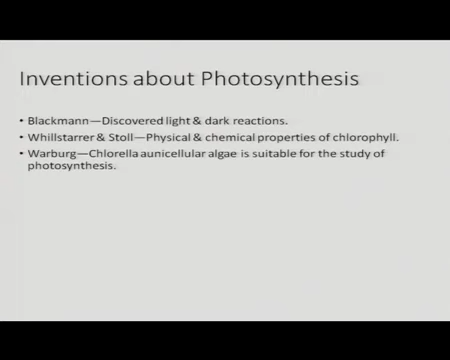 Inventions about Photosynthesis
• Blackmann—Discovered light & dark reactions.
• Whillstarrer & Stoll—Physical & chemical properties of chlorophyll.
• Warburg—Chlorella aunicellular algae is suitable for the study of
photosynthesis.